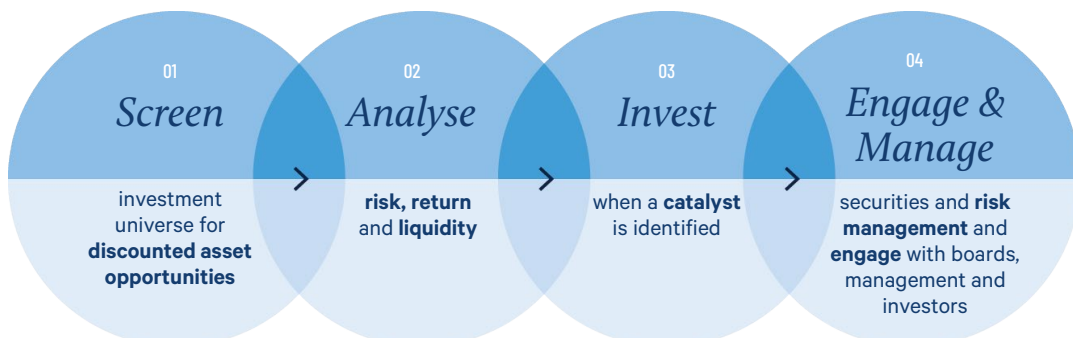 01
Screen
investment
universe for
discounted asset
opportunities
02
Analyse
risk, return
and liquidity
03
Invest
when a catalyst
is identified
04
Engage &
Manage
securities and risk
management and
engage with boards,
management and
investors